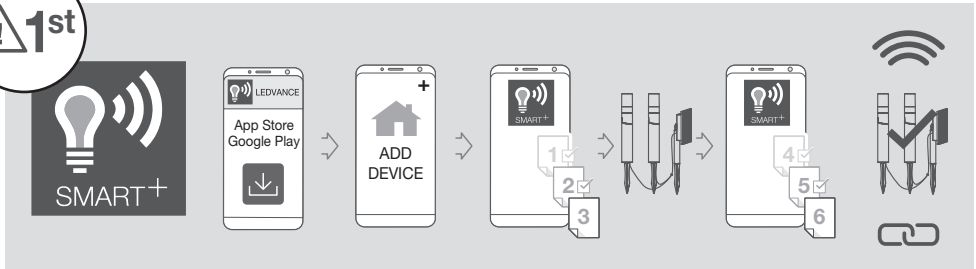 1st
SMART+
LEDVANCE
App Store
Google Play
+
ADD
DEVICE
SMART+
1
2
3
SMART+
4
5
6